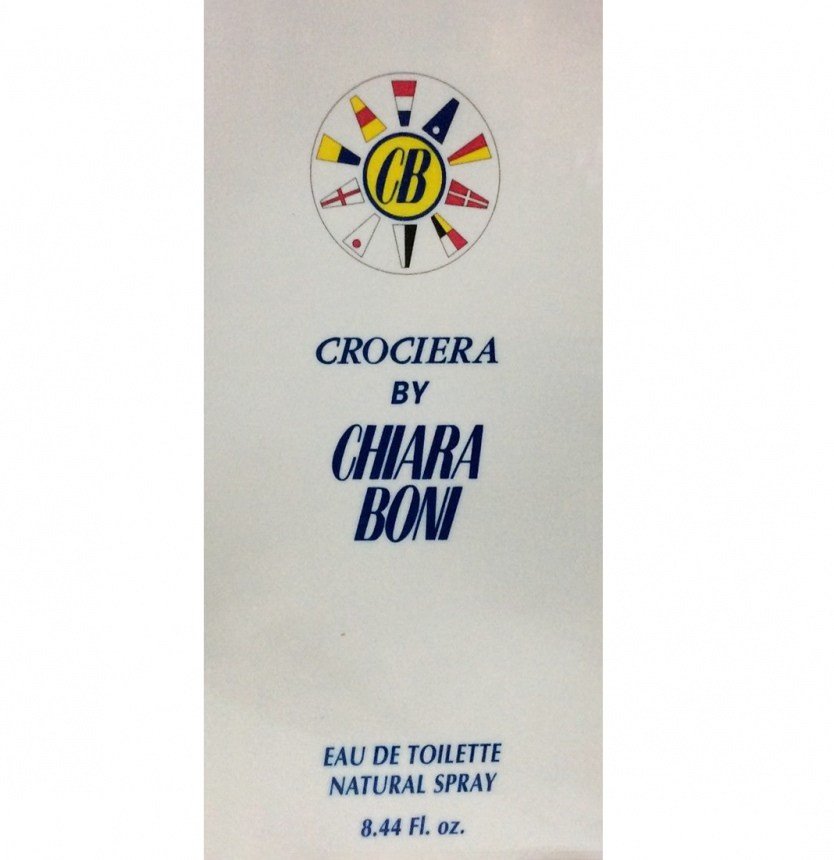 CB
CROCIERA
BY
CHIARA
BONI
EAU DE TOILETTE
NATURAL SPRAY
8.44 Fl. oz.